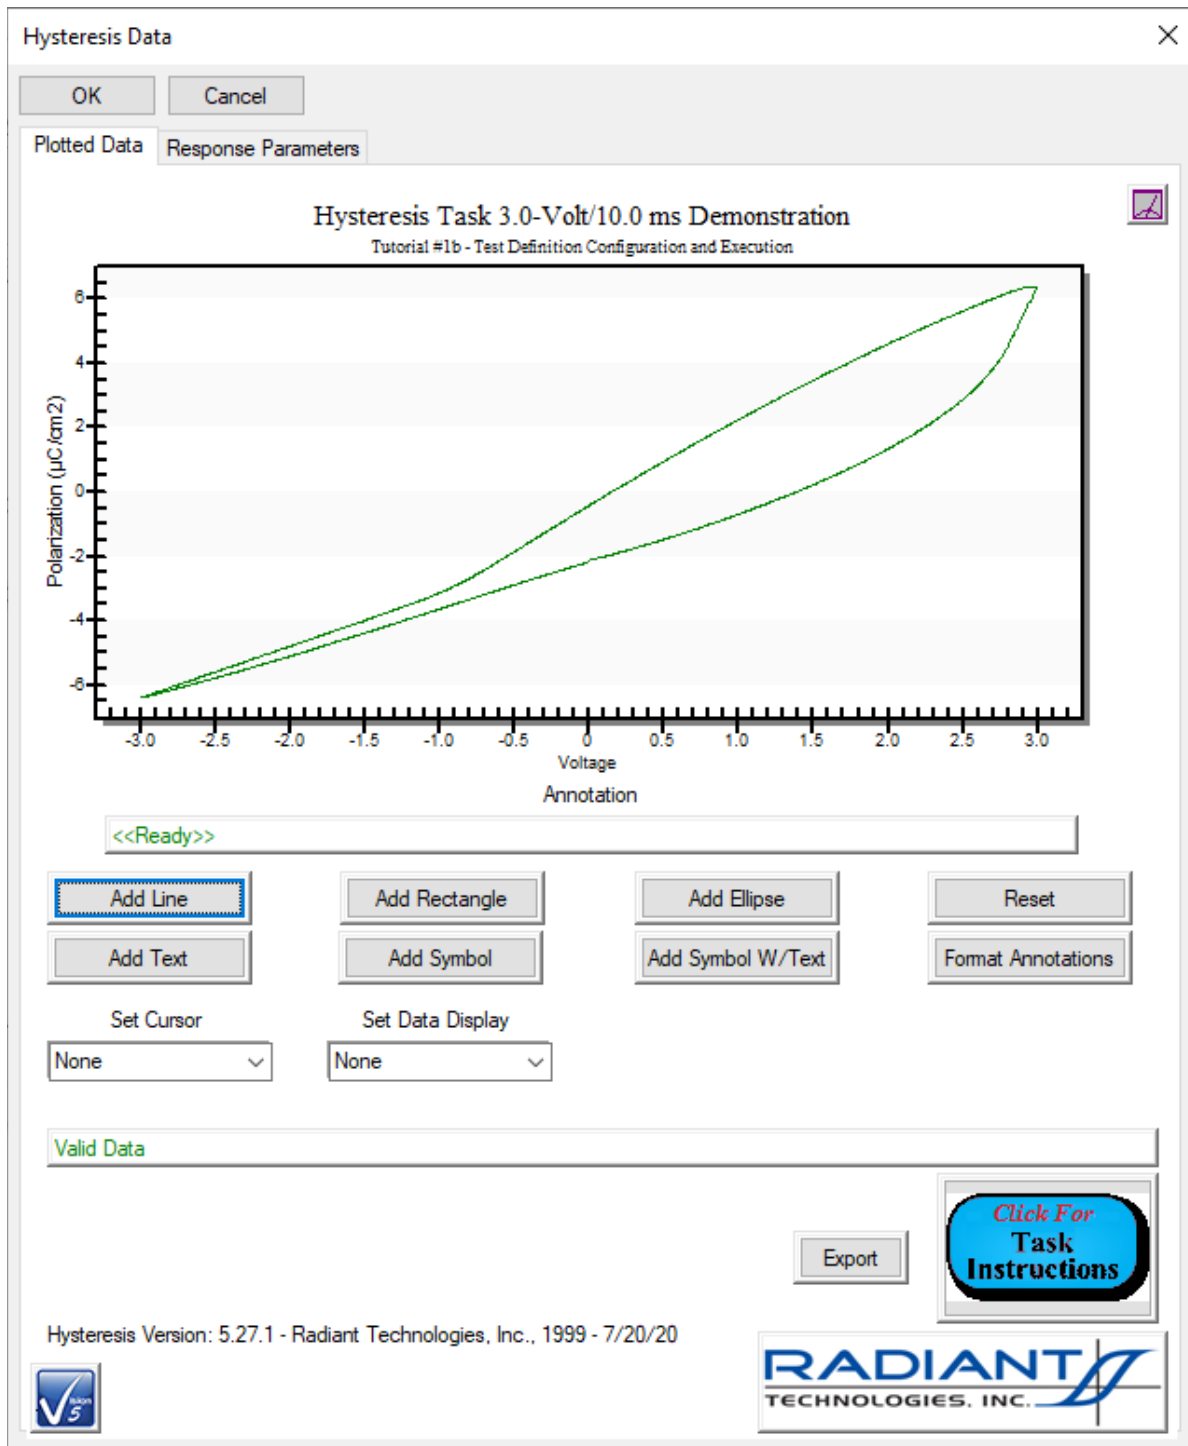 Hysteresis Data
OK Cancel
Plotted Data Response Parameters
Hysteresis Task 3.0-Volt/10.0 ms Demonstration
Tutorial #1b - Test Definition Configuration and Execution
Polarization (µC/cm2)
6
4
2
0
-2
-4
-6
-3.0 -2.5 -2.0 -1.5 -1.0 -0.5 0 0.5 1.0 1.5 2.0 2.5 3.0
Voltage
Annotation
<<Ready>>
Add Line Add Rectangle Add Ellipse Reset
Add Text Add Symbol Add Symbol W/Text Format Annotations
Set Cursor Set Data Display
None None
Valid Data
Click For
Task
Instructions
Export
Hysteresis Version: 5.27.1 - Radiant Technologies, Inc., 1999 - 7/20/20
Vision
5
RADIANT
TECHNOLOGIES, INC.